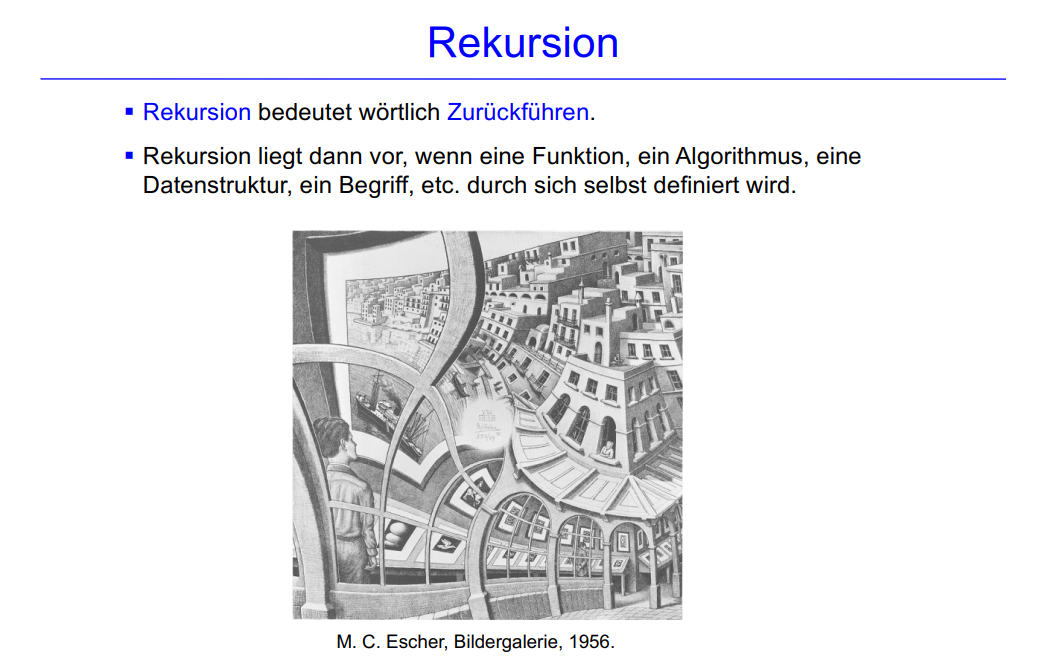 Rekursion
Rekursion bedeutet wörtlich Zurückführen.
Rekursion liegt dann vor, wenn eine Funktion, ein Algorithmus, eine
Datenstruktur, ein Begriff, etc. durch sich selbst definiert wird.
M. C. Escher, Bildergalerie, 1956.